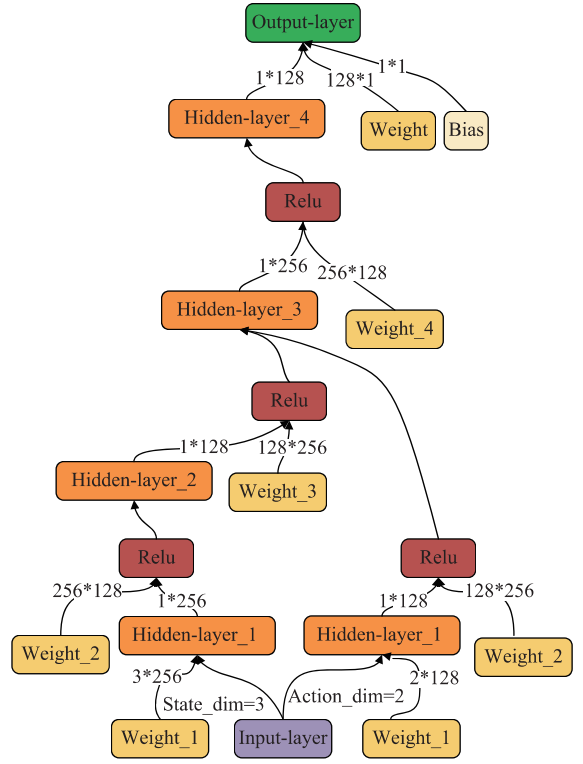 Output-layer
1*128
128*1
1*1
Hidden-layer_4
Weight
Bias
Relu
1*256
256*128
Hidden-layer_3
Weight_4
Relu
1*128
128*256
Hidden-layer_2
Weight_3
Relu
Relu
256*128
1*256
1*128
128*256
Hidden-layer_1
Hidden-layer_1
Weight_2
Weight_2
3*256
2*128
State_dim=3
Action_dim=2
Weight_1
Input-layer
Weight_1